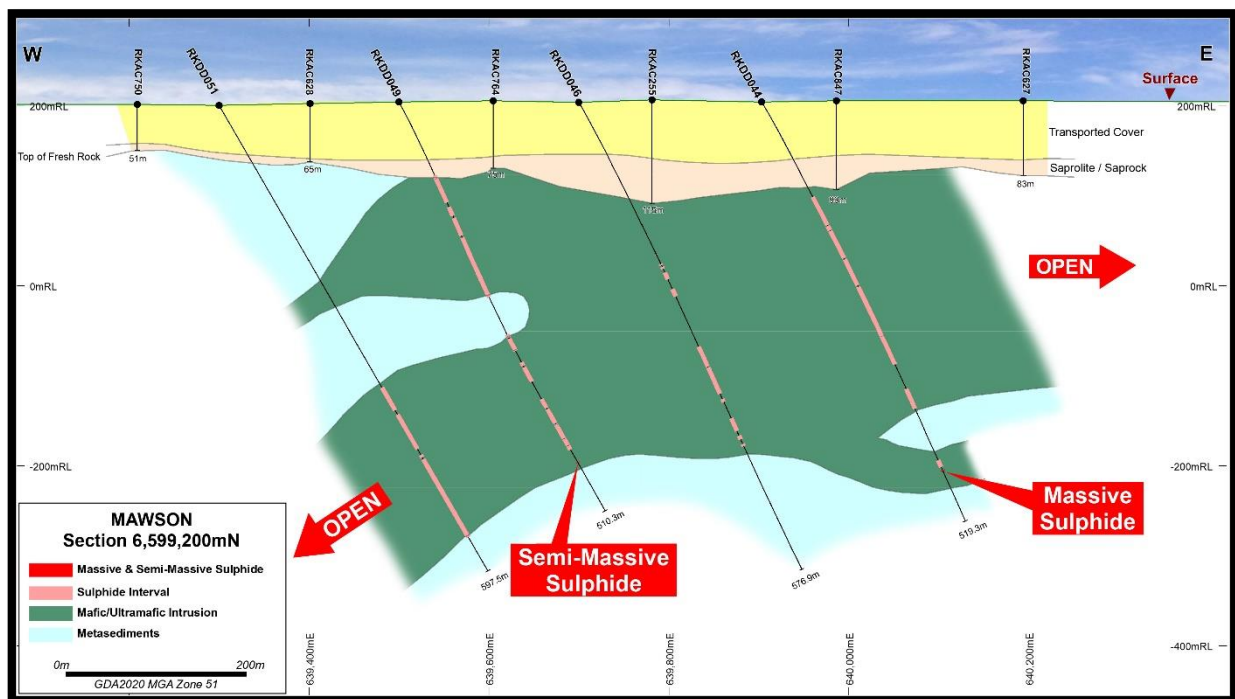 W
E
RKAC750
RKDD051
RKAC628
RKDD049
RKAC764
RKDD046
RKAC255
RKDD044
RKAC647
RKAC627
Surface
200mRL
200mRL
Transported Cover
Top of Fresh Rock
Saprolite / Saprock
51m
65m
75m
115m
99m
83m
OPEN
0mRL
0mRL
-200mRL
-200mRL
OPEN
Massive
Sulphide
Semi-Massive
Sulphide
597.5m
510.3m
576.9m
519.3m
MAWSON
Section 6,599,200mN
Massive & Semi-Massive Sulphide
Sulphide Interval
Mafic/Ultramafic Intrusion
Metasediments
0m
200m
GDA2020 MGA Zone 51
639,400mE
639,600mE
639,800mE
640,000mE
640,200mE
-400mRL